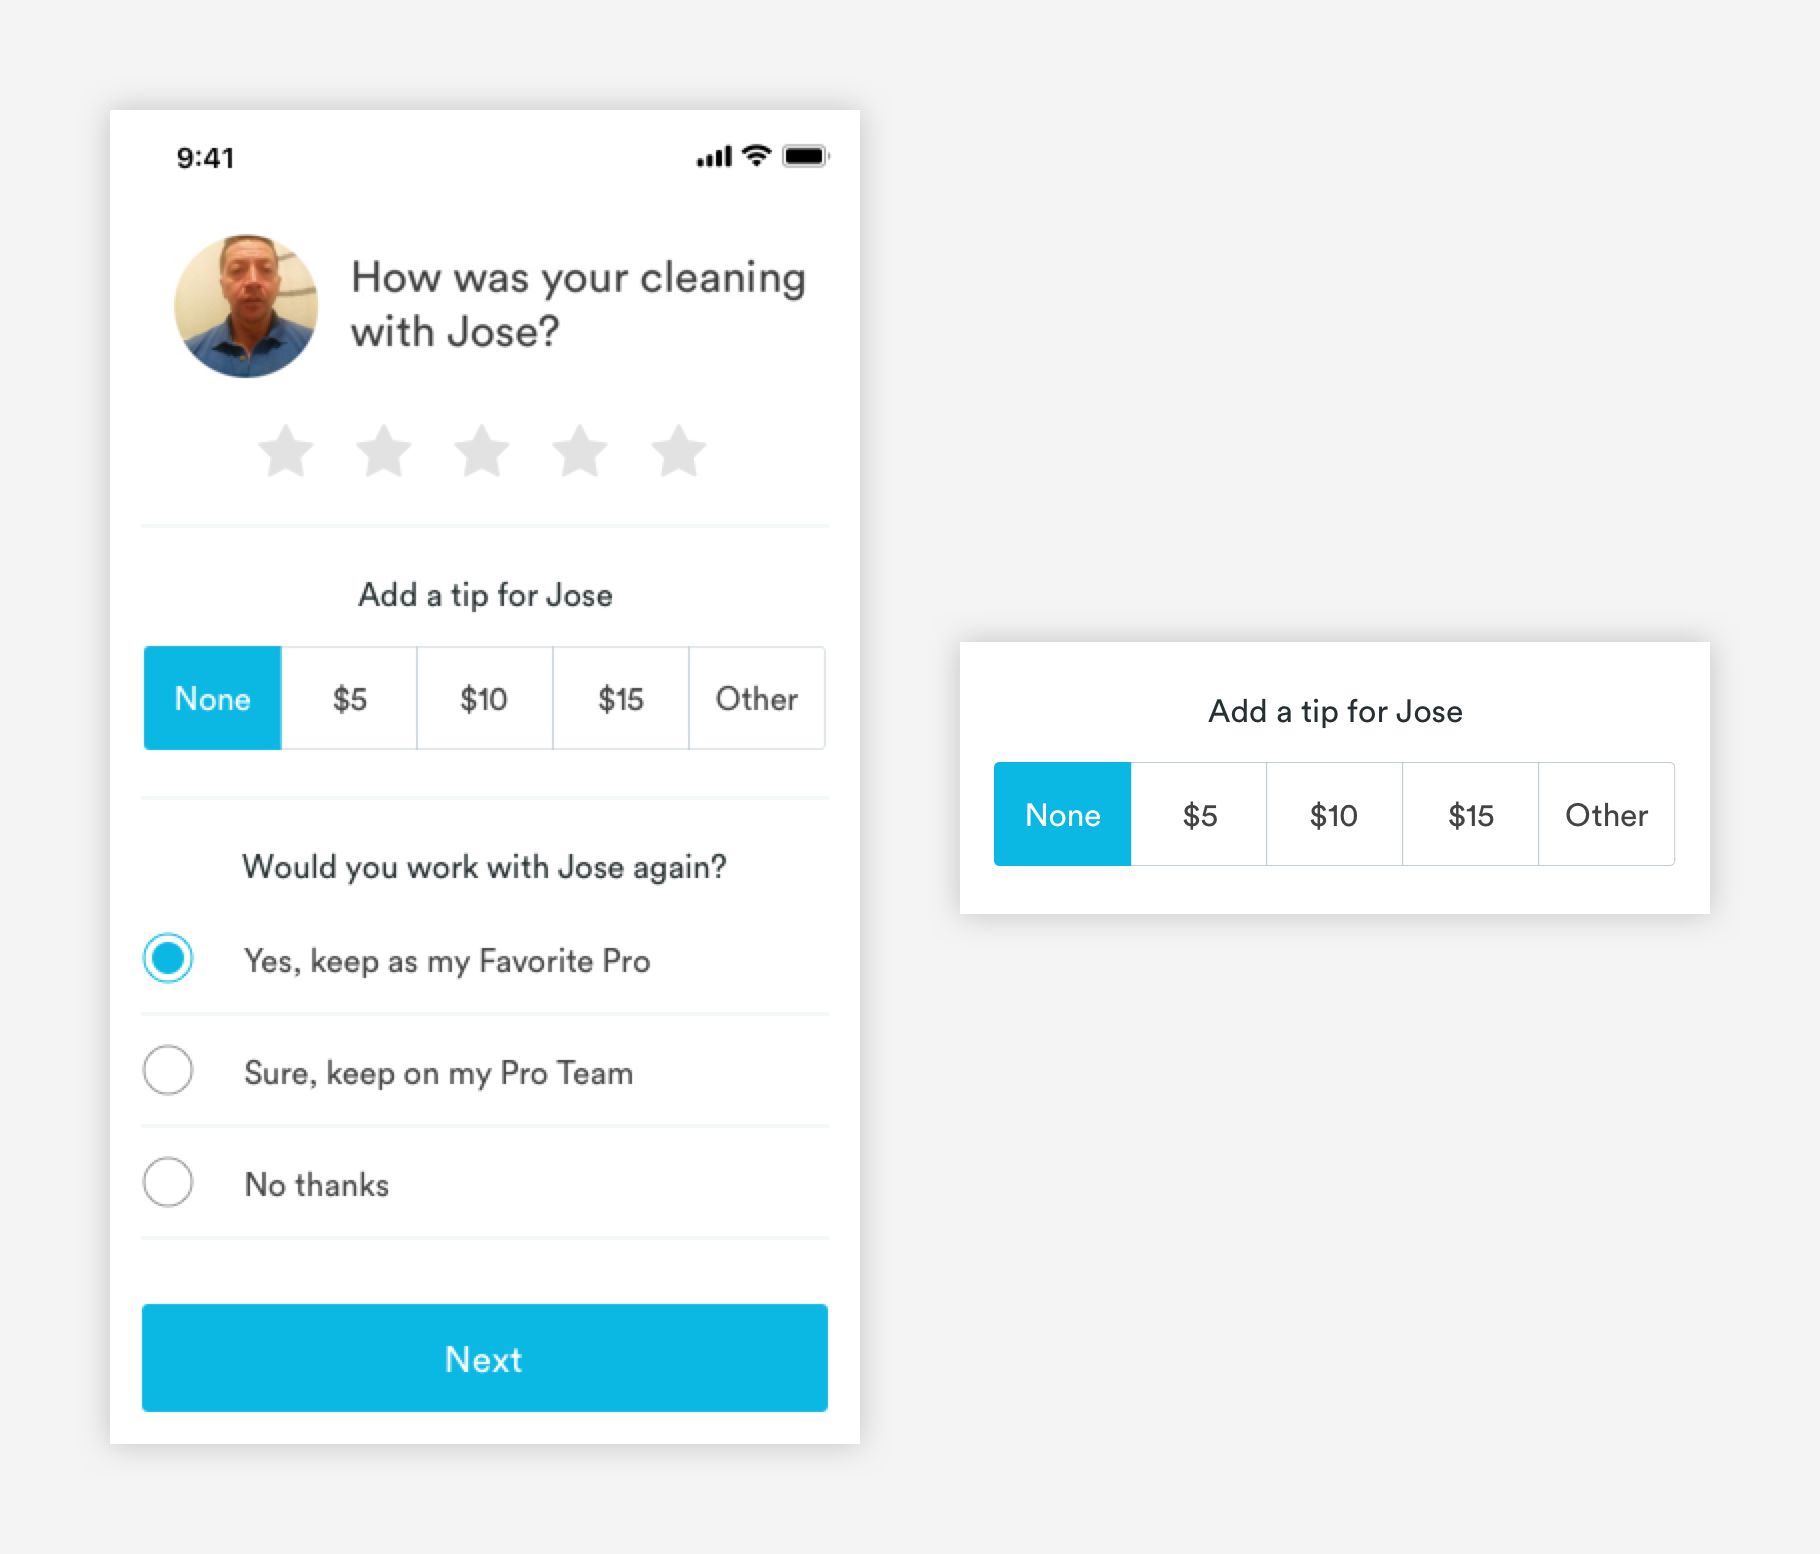 9:41
How was your cleaning
with Jose?
Add a tip for Jose
None $5 $10 $15 Other
Would you work with Jose again?
Yes, keep as my Favorite Pro
Sure, keep on my Pro Team
No thanks
Next
Add a tip for Jose
None $5 $10 $15 Other